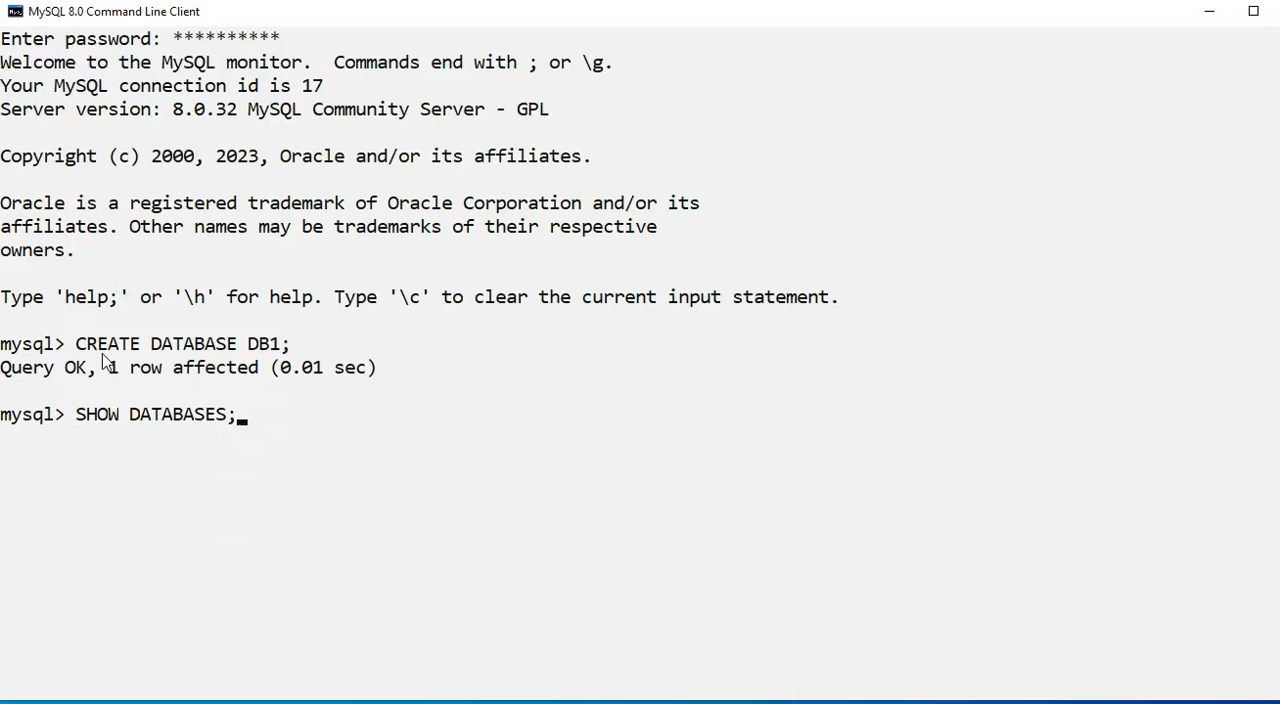 MySQL 8.0 Command Line Client
Enter password: **********
Welcome to the MySQL monitor.  Commands end with ; or \g.
Your MySQL connection id is 17
Server version: 8.0.32 MySQL Community Server - GPL
Copyright (c) 2000, 2023, Oracle and/or its affiliates.
Oracle is a registered trademark of Oracle Corporation and/or its
affiliates. Other names may be trademarks of their respective
owners.
Type 'help;' or '\h' for help. Type '\c' to clear the current input statement.
mysql> CREATE DATABASE DB1;
Query OK, 1 row affected (0.01 sec)
mysql> SHOW DATABASES;